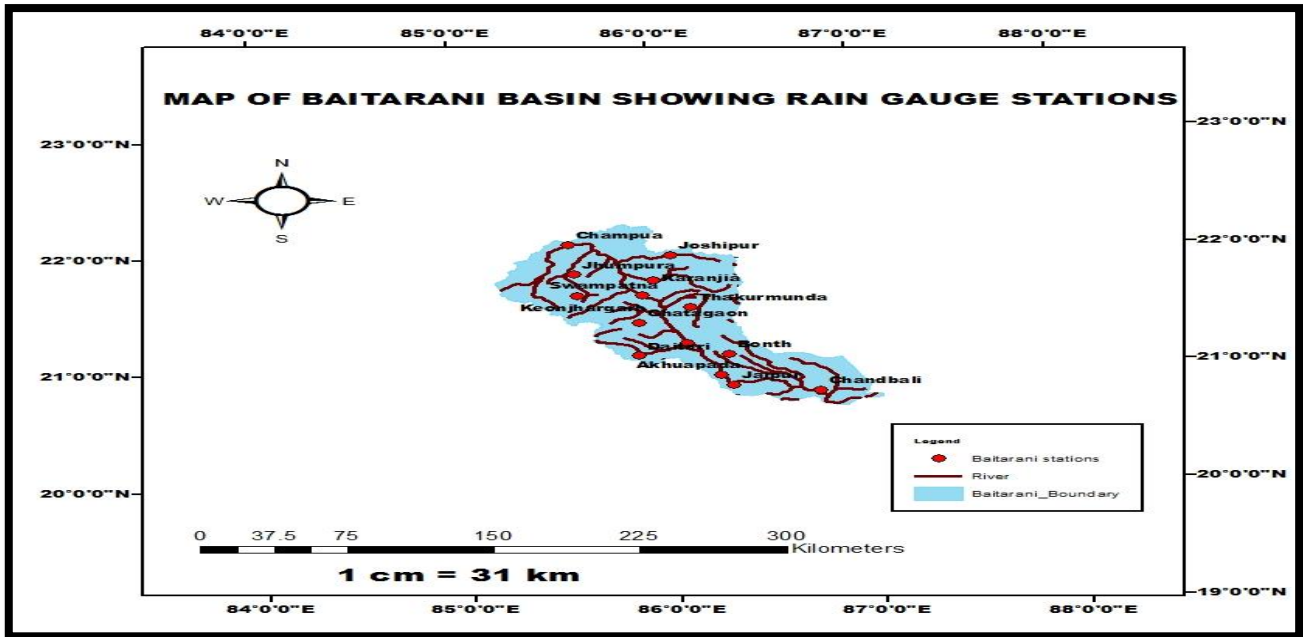 84°0'0"E 85°0'0"E 86°0'0"E 87°0'0"E 88°0'0"E
MAP OF BAITARANI BASIN SHOWING RAIN GAUGE STATIONS
23°0'0"N
23°0'0"N
N
W E
S
Champua
Joshipur
22°0'0"N
22°0'0"N
Jhumpura
Karanjia
Swampatna
Thakurmunda
Keonjhargarh
Ghatagaon
Daitari
Bonth
21°0'0"N
Akhuapada
Jajpur
21°0'0"N
Chandbali
Legend
Baitarani stations
River
Baitarani_Boundary
20°0'0"N
20°0'0"N
0 37.5 75 150 225 300
Kilometers
1 cm = 31 km
19°0'0"N
84°0'0"E 85°0'0"E 86°0'0"E 87°0'0"E 88°0'0"E